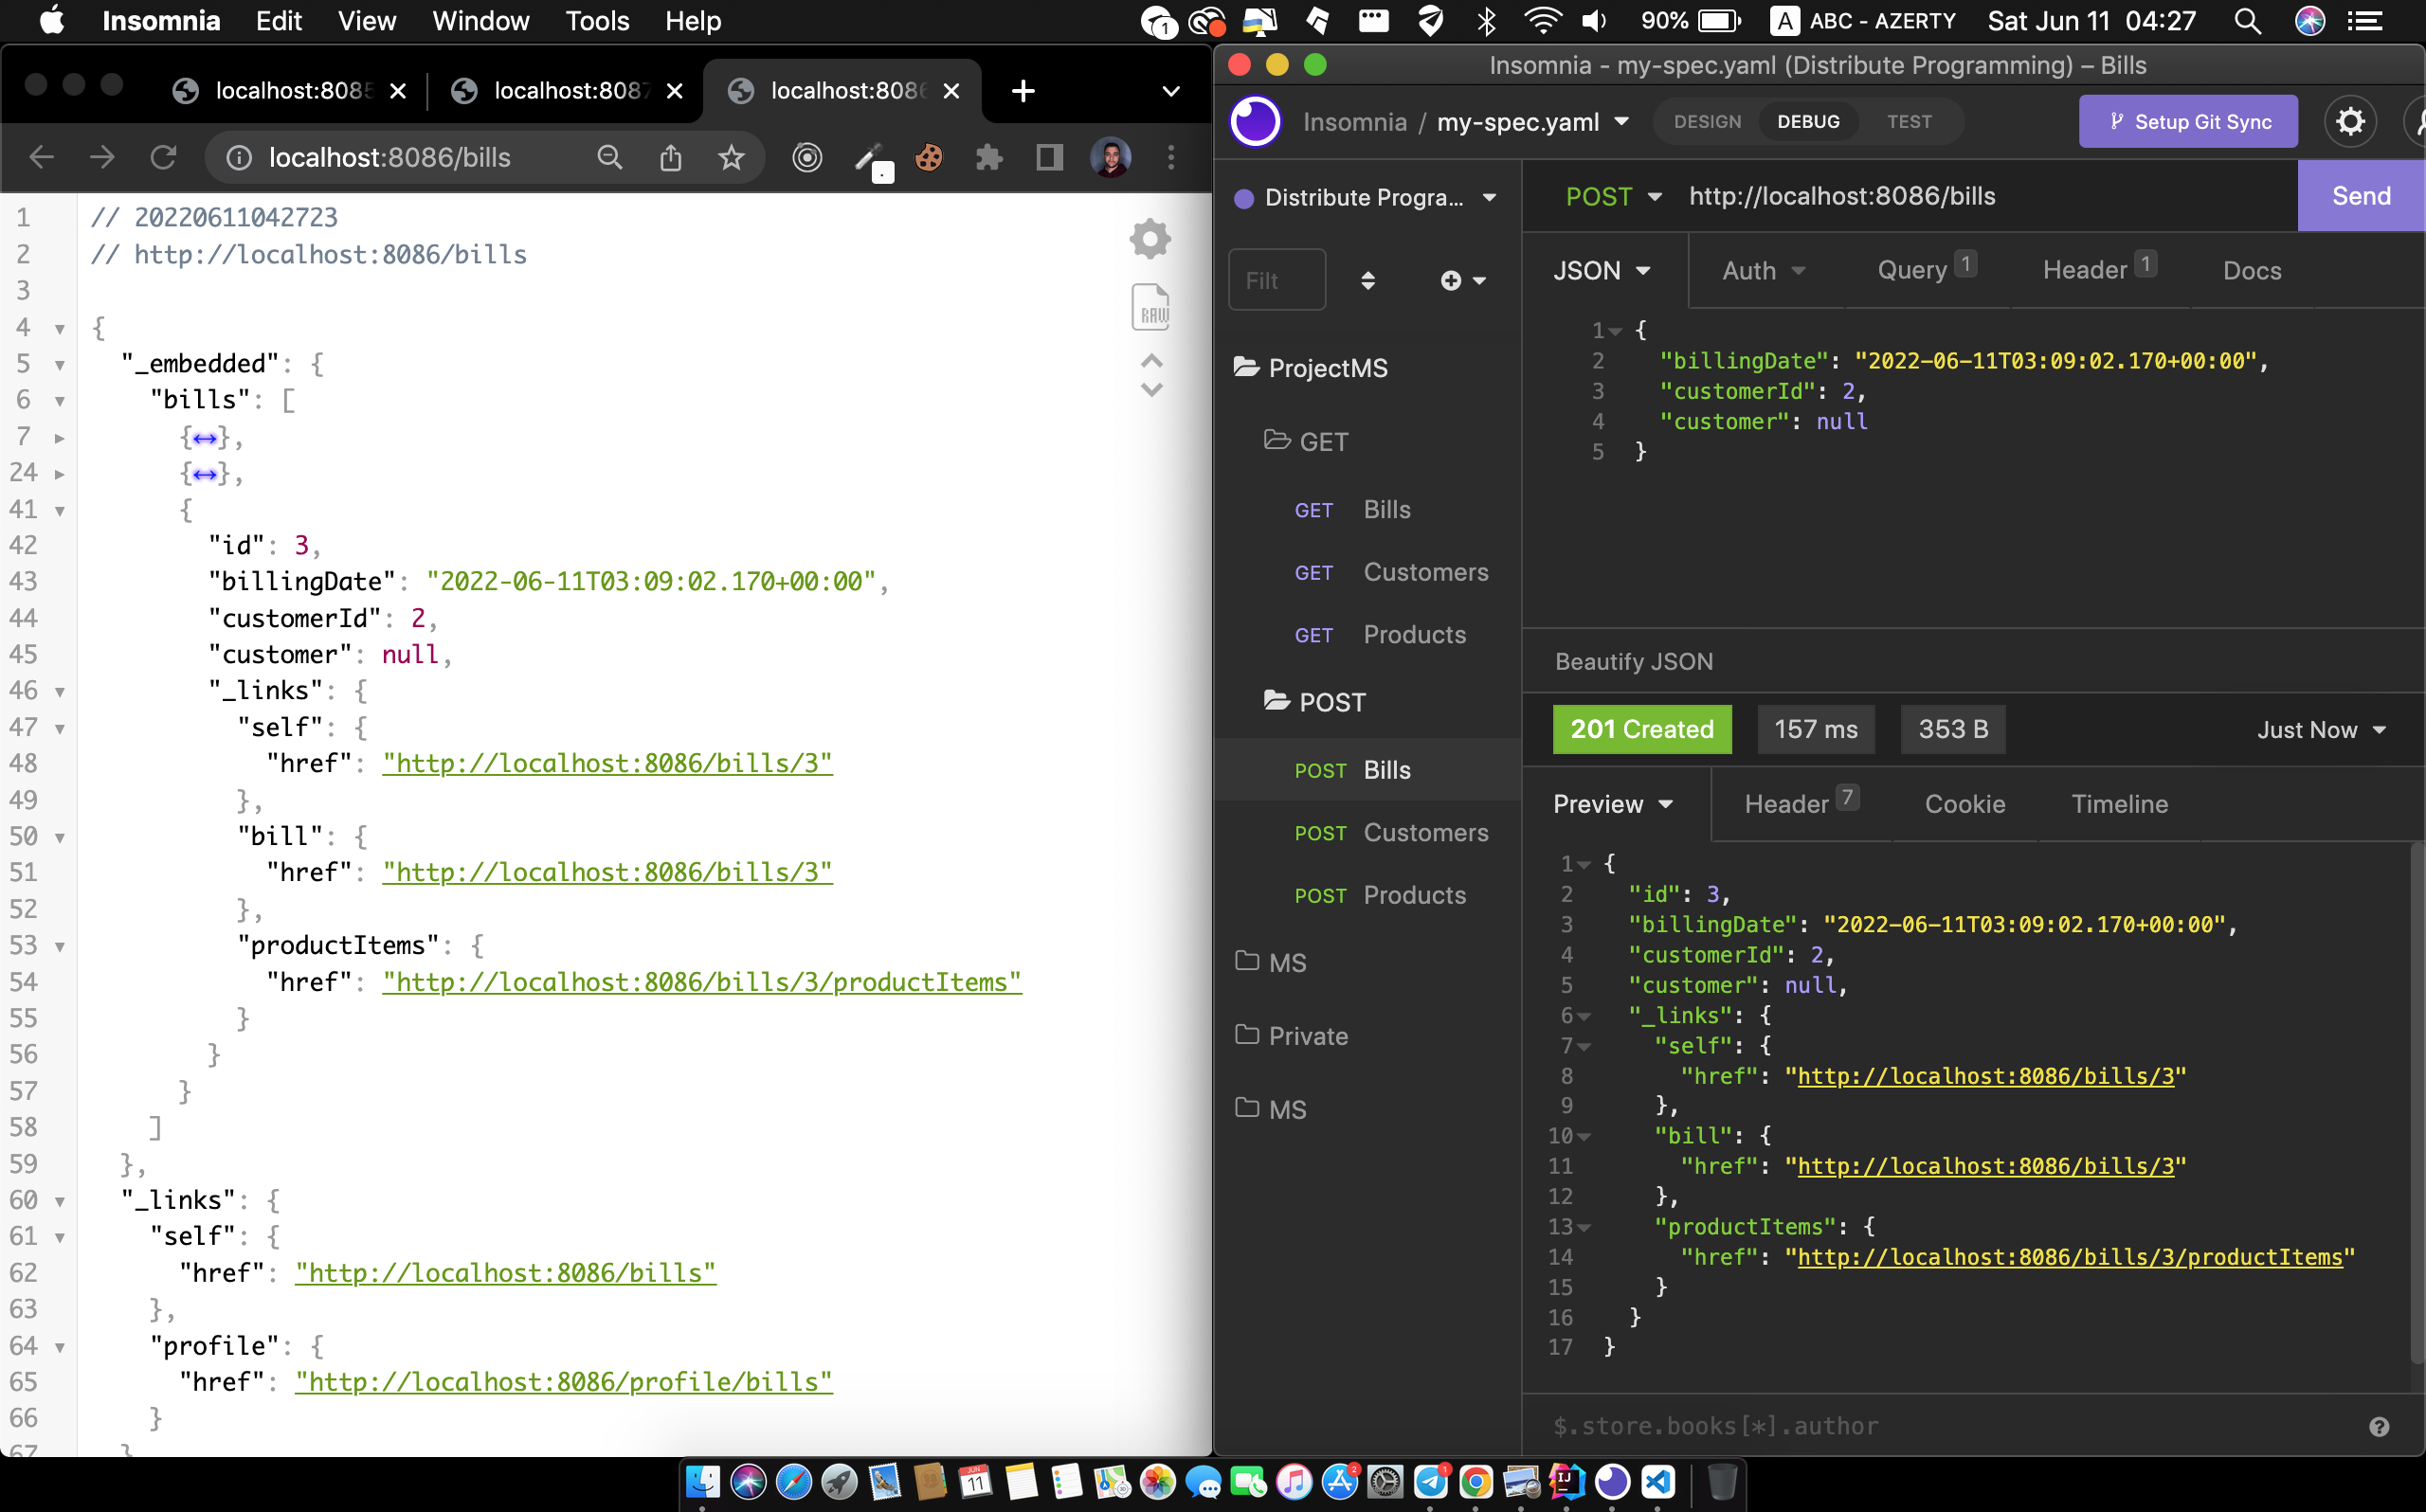 Insomnia Edit View Window Tools Help 1 90% A ABC - AZERTY Sat Jun 11 04:27
localhost:8085 localhost:8087 localhost:8086
localhost:8086/bills
1 // 20220611042723
2 // http://localhost:8086/bills
3
4 {
5 "_embedded": {
6 "bills": [
7 {↔},
24 {↔},
41 {
42 "id": 3,
43 "billingDate": "2022-06-11T03:09:02.170+00:00",
44 "customerId": 2,
45 "customer": null,
46 "_links": {
47 "self": {
48 "href": "http://localhost:8086/bills/3"
49 },
50 "bill": {
51 "href": "http://localhost:8086/bills/3"
52 },
53 "productItems": {
54 "href": "http://localhost:8086/bills/3/productItems"
55 }
56 }
57 }
58 ]
59 },
60 "_links": {
61 "self": {
62 "href": "http://localhost:8086/bills"
63 },
64 "profile": {
65 "href": "http://localhost:8086/profile/bills"
66 }
67 }
RAW
Insomnia - my-spec.yaml (Distribute Programming) – Bills
Insomnia / my-spec.yaml DESIGN DEBUG TEST Setup Git Sync
Distribute Progra...
Filt
ProjectMS
GET
GET Bills
GET Customers
GET Products
POST
POST Bills
POST Customers
POST Products
MS
Private
MS
POST http://localhost:8086/bills Send
JSON Auth Query 1 Header 1 Docs
1 {
2 "billingDate": "2022-06-11T03:09:02.170+00:00",
3 "customerId": 2,
4 "customer": null
5 }
Beautify JSON
201 Created 157 ms 353 B Just Now
Preview Header 7 Cookie Timeline
1 {
2 "id": 3,
3 "billingDate": "2022-06-11T03:09:02.170+00:00",
4 "customerId": 2,
5 "customer": null,
6 "_links": {
7 "self": {
8 "href": "http://localhost:8086/bills/3"
9 },
10 "bill": {
11 "href": "http://localhost:8086/bills/3"
12 },
13 "productItems": {
14 "href": "http://localhost:8086/bills/3/productItems"
15 }
16 }
17 }
$.store.books[*].author
JUN
11
2
1
IJ